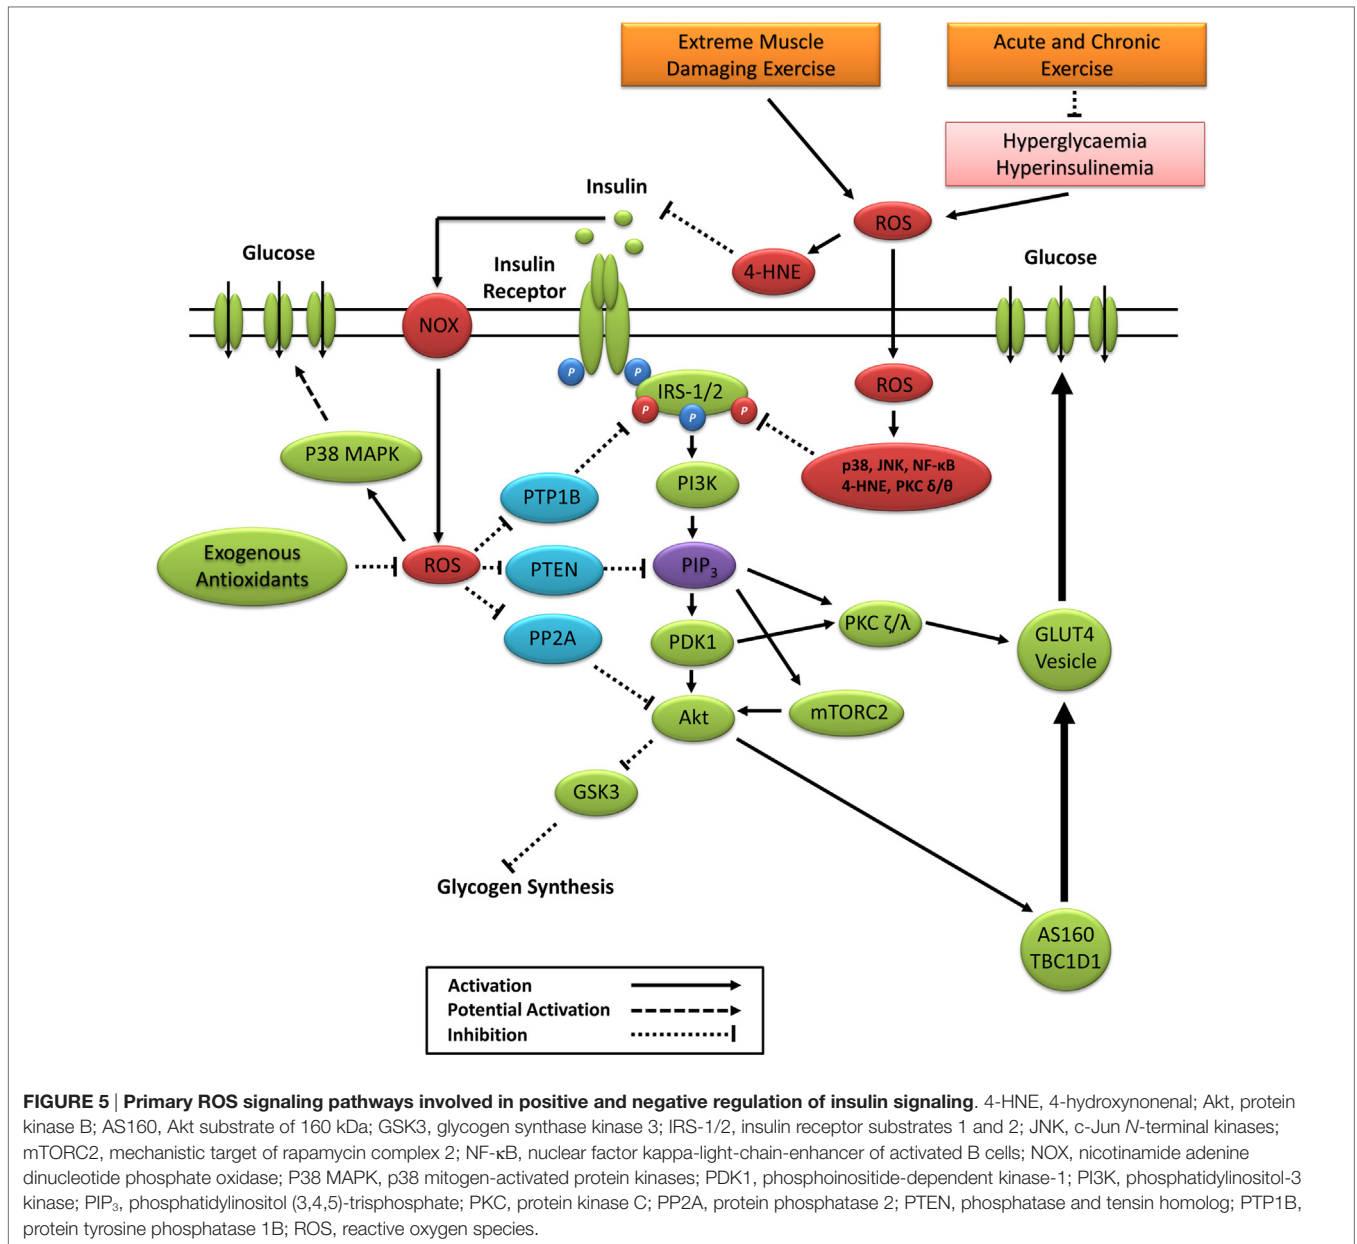 Extreme Muscle
Damaging Exercise
Acute and Chronic
Exercise
Hyperglycaemia
Hyperinsulinemia
Insulin
ROS
4-HNE
Glucose
Insulin
Receptor
Glucose
NOX
P
P
IRS-1/2
ROS
P
P
P
P38 MAPK
p38, JNK, NF-κB
4-HNE, PKC δ/θ
PTP1B
PI3K
Exogenous
Antioxidants
ROS
PTEN
PIP3
PP2A
PDK1
PKC ζ/λ
GLUT4
Vesicle
Akt
mTORC2
GSK3
Glycogen Synthesis
AS160
TBC1D1
Activation
Potential Activation
Inhibition
FIGURE 5 | Primary ROS signaling pathways involved in positive and negative regulation of insulin signaling. 4-HNE, 4-hydroxynonenal; Akt, protein
kinase B; AS160, Akt substrate of 160 kDa; GSK3, glycogen synthase kinase 3; IRS-1/2, insulin receptor substrates 1 and 2; JNK, c-Jun N-terminal kinases;
mTORC2, mechanistic target of rapamycin complex 2; NF-κB, nuclear factor kappa-light-chain-enhancer of activated B cells; NOX, nicotinamide adenine
dinucleotide phosphate oxidase; P38 MAPK, p38 mitogen-activated protein kinases; PDK1, phosphoinositide-dependent kinase-1; PI3K, phosphatidylinositol-3
kinase; PIP3, phosphatidylinositol (3,4,5)-trisphosphate; PKC, protein kinase C; PP2A, protein phosphatase 2; PTEN, phosphatase and tensin homolog; PTP1B,
protein tyrosine phosphatase 1B; ROS, reactive oxygen species.